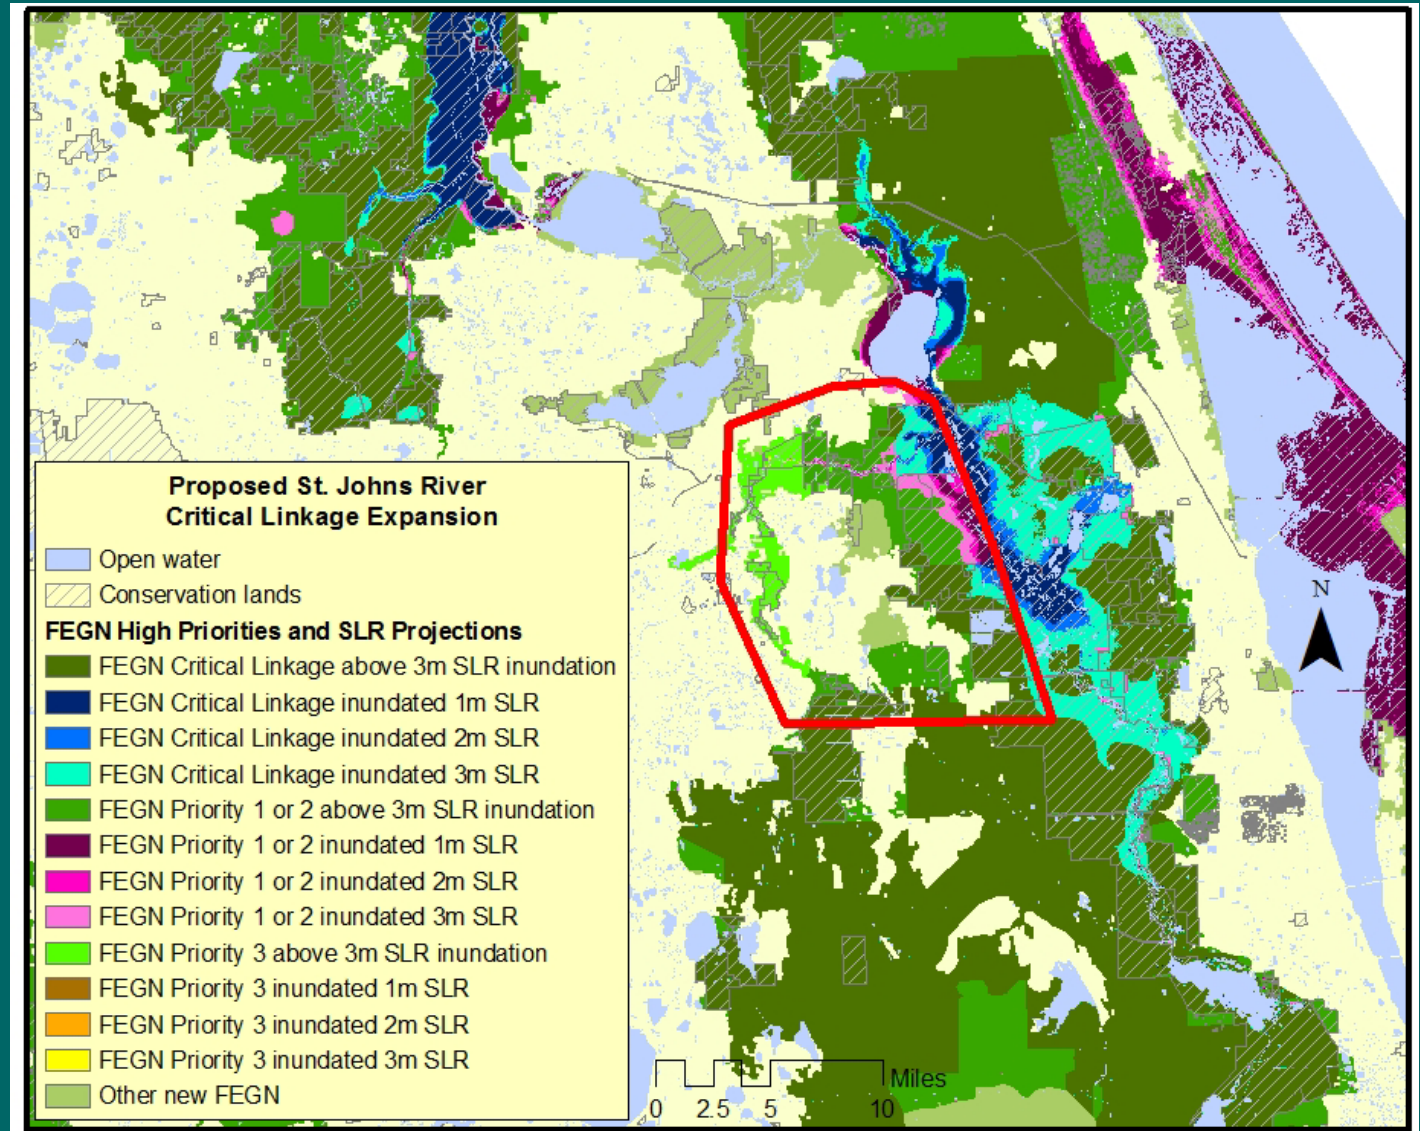 Proposed St. Johns River
Critical Linkage Expansion
Open water
Conservation lands
FEGN High Priorities and SLR Projections
FEGN Critical Linkage above 3m SLR inundation
FEGN Critical Linkage inundated 1m SLR
FEGN Critical Linkage inundated 2m SLR
FEGN Critical Linkage inundated 3m SLR
FEGN Priority 1 or 2 above 3m SLR inundation
FEGN Priority 1 or 2 inundated 1m SLR
FEGN Priority 1 or 2 inundated 2m SLR
FEGN Priority 1 or 2 inundated 3m SLR
FEGN Priority 3 above 3m SLR inundation
FEGN Priority 3 inundated 1m SLR
FEGN Priority 3 inundated 2m SLR
FEGN Priority 3 inundated 3m SLR
Other new FEGN
N
Miles
0 2.5 5 10